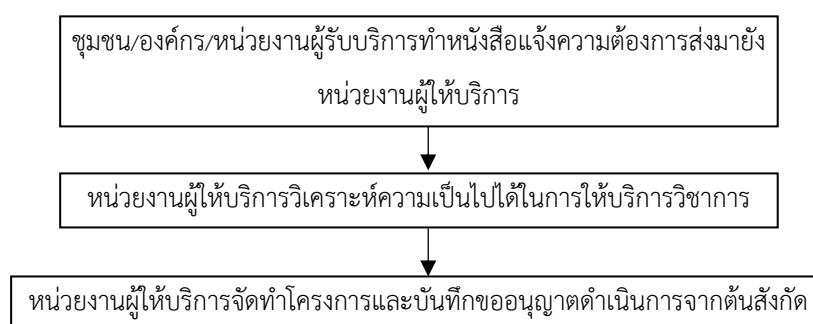 ชุมชน/องค์กร/หน่วยงานผู้รับบริการทำหนังสือแจ้งความต้องการส่งมายัง
หน่วยงานผู้ให้บริการ
หน่วยงานผู้ให้บริการวิเคราะห์ความเป็นไปได้ในการให้บริการวิชาการ
หน่วยงานผู้ให้บริการจัดทำโครงการและบันทึกขออนุญาตดำเนินการจากต้นสังกัด